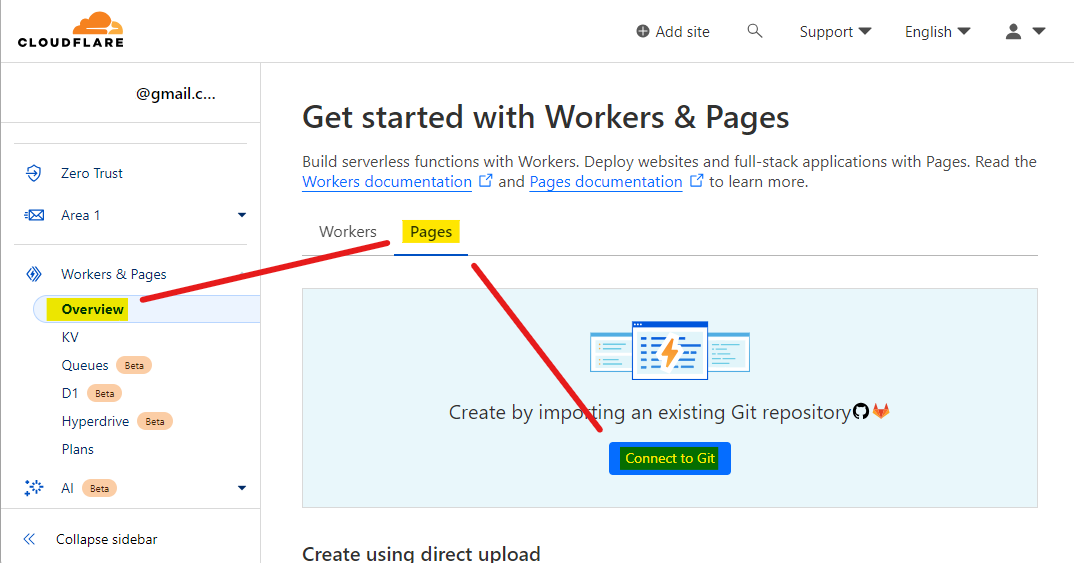 CLOUDFLARE
Add site
Support
English
@gmail.c...
Zero Trust
Area 1
Workers & Pages
Overview
KV
Queues Beta
D1 Beta
Hyperdrive Beta
Plans
AI Beta
Collapse sidebar
Get started with Workers & Pages
Build serverless functions with Workers. Deploy websites and full-stack applications with Pages. Read the
Workers documentation and Pages documentation to learn more.
Workers Pages
Create by importing an existing Git repository
Connect to Git
Create using direct upload